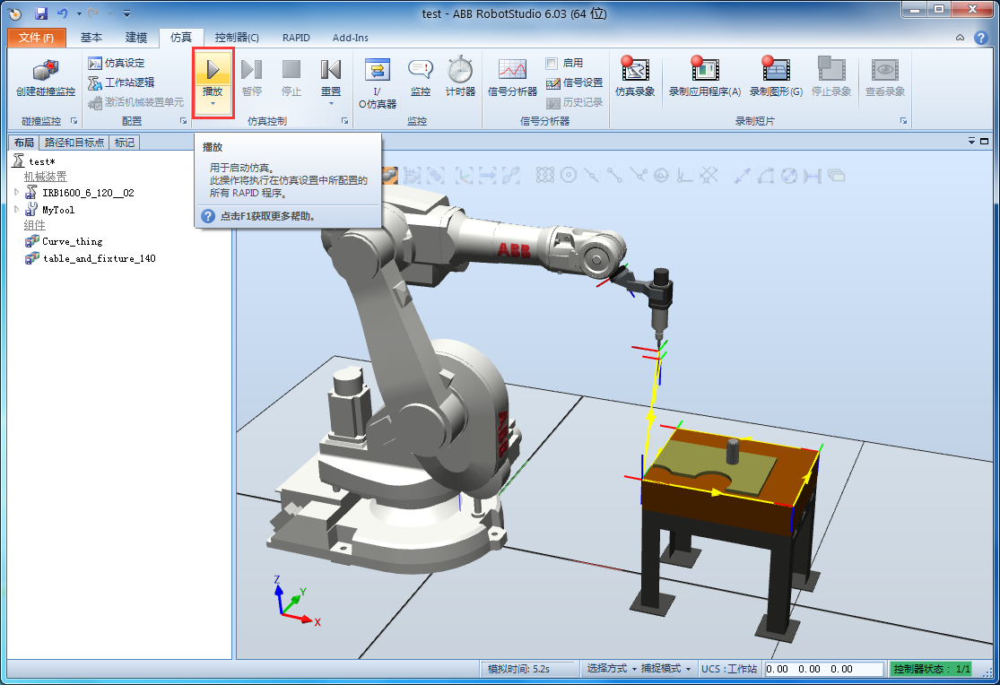 test - ABB RobotStudio 6.03 (64 位)
文件(F) 基本 建模 仿真 控制器(C) RAPID Add-Ins
创建碰撞监控
仿真设定
工作站逻辑
激活机械装置单元
播放
暂停
停止
重置
I/
O仿真器
监控
计时器
信号分析器
启用
信号设置
历史记录
仿真录象
录制应用程序(A)
录制图形(G)
停止录象
查看录象
碰撞监控 配置 仿真控制 监控 信号分析器 录制短片
布局 路径和目标点 标记
test*
机械装置
IRB1600_6_120__02
MyTool
组件
Curve_thing
table_and_fixture_140
播放
用于启动仿真。
此操作将执行在仿真设置中所配置的
所有 RAPID 程序。
点击F1获取更多帮助。
ABB
ABB
Z
Y
X
模拟时间: 5.2s 选择方式 捕捉模式 UCS : 工作站 0.00 0.00 0.00 控制器状态： 1/1